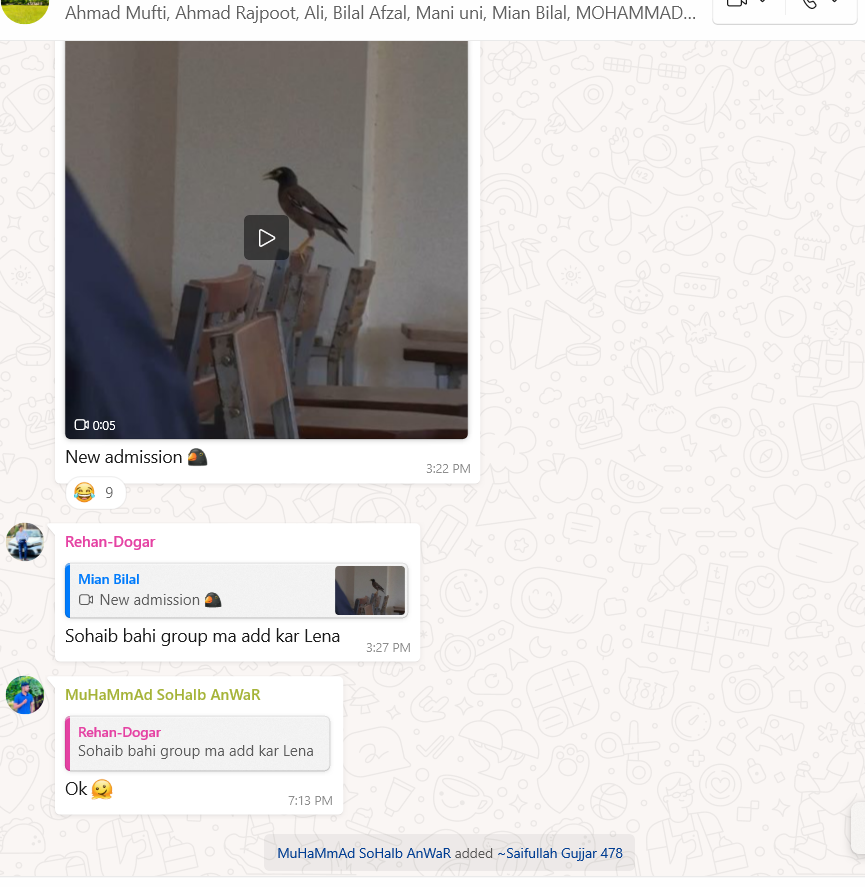 Ahmad Mufti, Ahmad Rajpoot, Ali, Bilal Afzal, Mani uni, Mian Bilal, MOHAMMAD...
0:05
New admission
3:22 PM
😂 9
Rehan-Dogar
Mian Bilal
New admission
Sohaib bahi group ma add kar Lena
3:27 PM
MuHaMmAd SoHaIb AnWaR
Rehan-Dogar
Sohaib bahi group ma add kar Lena
Ok 🫠
7:13 PM
MuHaMmAd SoHaIb AnWaR added ~Saifullah Gujjar 478